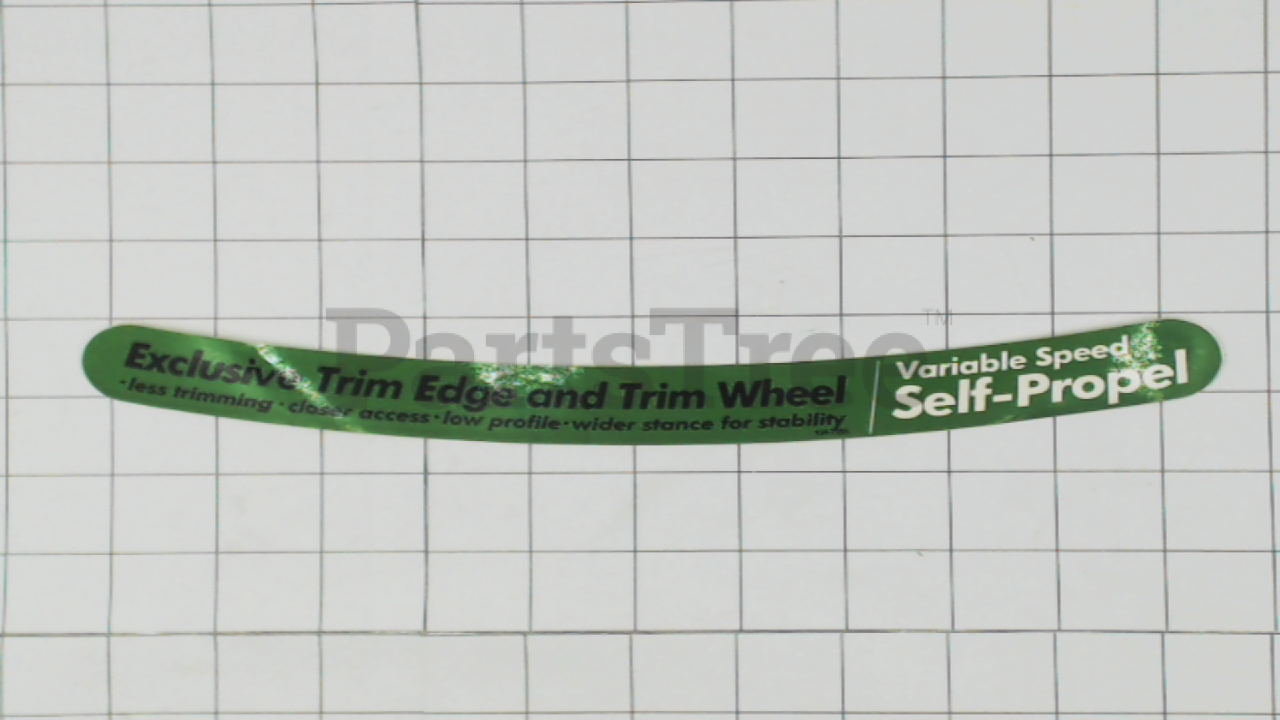 PartsTree™
Exclusive Trim Edge and Trim Wheel
·less trimming ·closer access·low profile·wider stance for stability
Variable Speed
Self-Propel